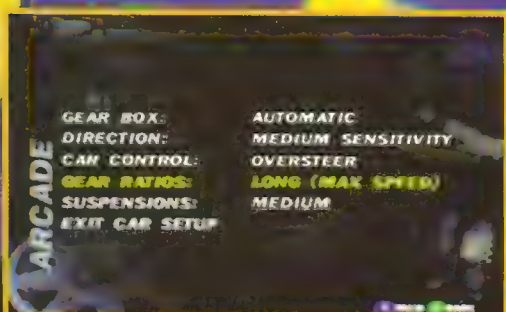 ARCADE
GEAR BOX: AUTOMATIC
DIRECTION: MEDIUM SENSITIVITY
CAR CONTROL: OVERSTEER
GEAR RATIOS: LONG (MAX SPEED)
SUSPENSIONS: MEDIUM
EXIT CAR SETUP